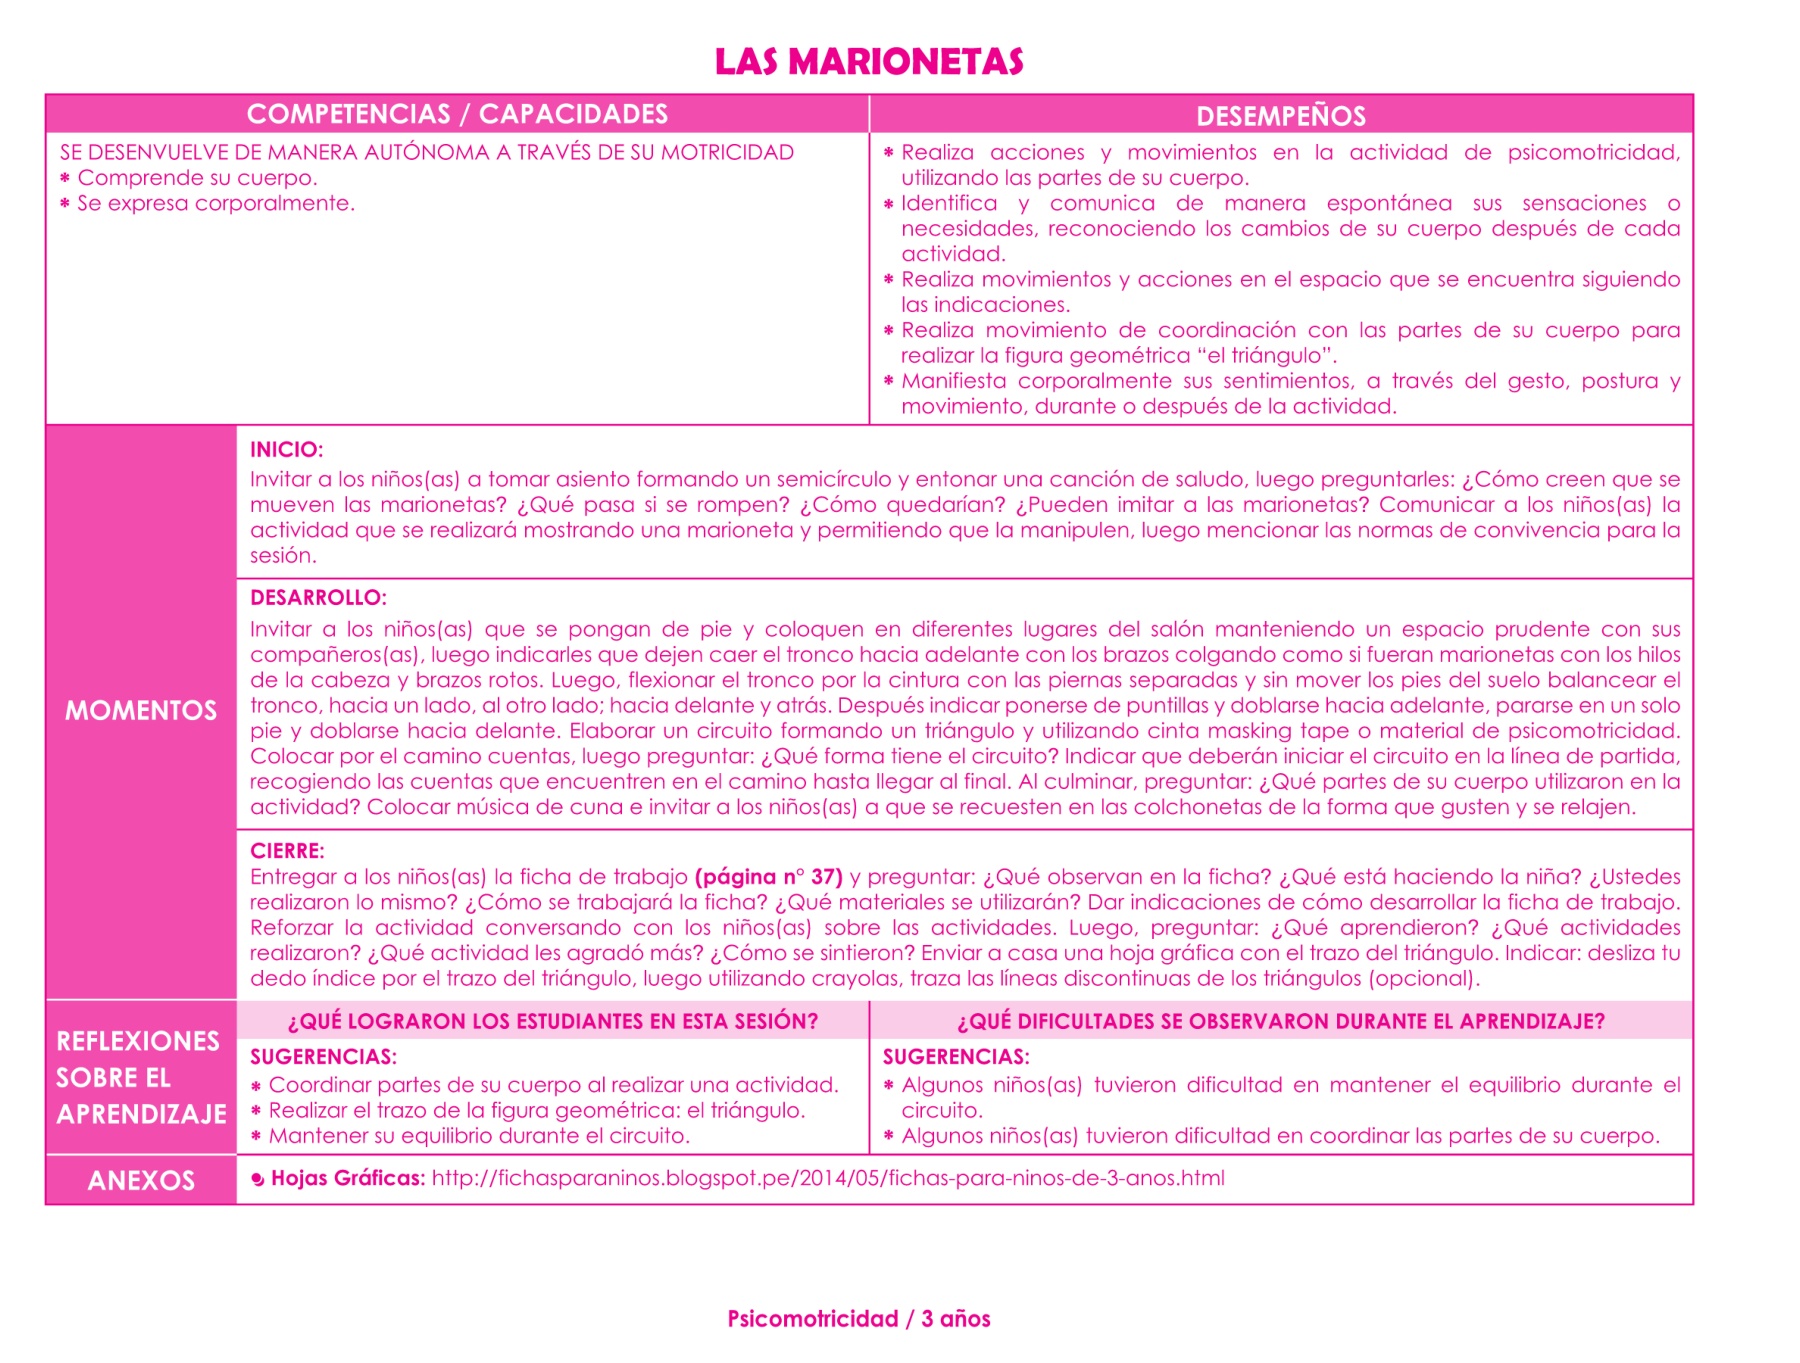 LAS MARIONETAS
COMPETENCIAS / CAPACIDADES
DESEMPEÑOS
SE DESENVUELVE DE MANERA AUTÓNOMA A TRAVÉS DE SU MOTRICIDAD
* Comprende su cuerpo.
* Se expresa corporalmente.
* Realiza acciones y movimientos en la actividad de psicomotricidad,
utilizando las partes de su cuerpo.
* Identifica y comunica de manera espontánea sus sensaciones o
necesidades, reconociendo los cambios de su cuerpo después de cada
actividad.
* Realiza movimientos y acciones en el espacio que se encuentra siguiendo
las indicaciones.
* Realiza movimiento de coordinación con las partes de su cuerpo para
realizar la figura geométrica “el triángulo”.
* Manifiesta corporalmente sus sentimientos, a través del gesto, postura y
movimiento, durante o después de la actividad.
MOMENTOS
INICIO:
Invitar a los niños(as) a tomar asiento formando un semicírculo y entonar una canción de saludo, luego preguntarles: ¿Cómo creen que se
mueven las marionetas? ¿Qué pasa si se rompen? ¿Cómo quedarían? ¿Pueden imitar a las marionetas? Comunicar a los niños(as) la
actividad que se realizará mostrando una marioneta y permitiendo que la manipulen, luego mencionar las normas de convivencia para la
sesión.
DESARROLLO:
Invitar a los niños(as) que se pongan de pie y coloquen en diferentes lugares del salón manteniendo un espacio prudente con sus
compañeros(as), luego indicarles que dejen caer el tronco hacia adelante con los brazos colgando como si fueran marionetas con los hilos
de la cabeza y brazos rotos. Luego, flexionar el tronco por la cintura con las piernas separadas y sin mover los pies del suelo balancear el
tronco, hacia un lado, al otro lado; hacia delante y atrás. Después indicar ponerse de puntillas y doblarse hacia adelante, pararse en un solo
pie y doblarse hacia delante. Elaborar un circuito formando un triángulo y utilizando cinta masking tape o material de psicomotricidad.
Colocar por el camino cuentas, luego preguntar: ¿Qué forma tiene el circuito? Indicar que deberán iniciar el circuito en la línea de partida,
recogiendo las cuentas que encuentren en el camino hasta llegar al final. Al culminar, preguntar: ¿Qué partes de su cuerpo utilizaron en la
actividad? Colocar música de cuna e invitar a los niños(as) a que se recuesten en las colchonetas de la forma que gusten y se relajen.
CIERRE:
Entregar a los niños(as) la ficha de trabajo (página n° 37) y preguntar: ¿Qué observan en la ficha? ¿Qué está haciendo la niña? ¿Ustedes
realizaron lo mismo? ¿Cómo se trabajará la ficha? ¿Qué materiales se utilizarán? Dar indicaciones de cómo desarrollar la ficha de trabajo.
Reforzar la actividad conversando con los niños(as) sobre las actividades. Luego, preguntar: ¿Qué aprendieron? ¿Qué actividades
realizaron? ¿Qué actividad les agradó más? ¿Cómo se sintieron? Enviar a casa una hoja gráfica con el trazo del triángulo. Indicar: desliza tu
dedo índice por el trazo del triángulo, luego utilizando crayolas, traza las líneas discontinuas de los triángulos (opcional).
REFLEXIONES
SOBRE EL
APRENDIZAJE
¿QUÉ LOGRARON LOS ESTUDIANTES EN ESTA SESIÓN?
SUGERENCIAS:
* Coordinar partes de su cuerpo al realizar una actividad.
* Realizar el trazo de la figura geométrica: el triángulo.
* Mantener su equilibrio durante el circuito.
¿QUÉ DIFICULTADES SE OBSERVARON DURANTE EL APRENDIZAJE?
SUGERENCIAS:
* Algunos niños(as) tuvieron dificultad en mantener el equilibrio durante el
circuito.
* Algunos niños(as) tuvieron dificultad en coordinar las partes de su cuerpo.
ANEXOS
Hojas Gráficas: http://fichasparaninos.blogspot.pe/2014/05/fichas-para-ninos-de-3-anos.html
Psicomotricidad / 3 años